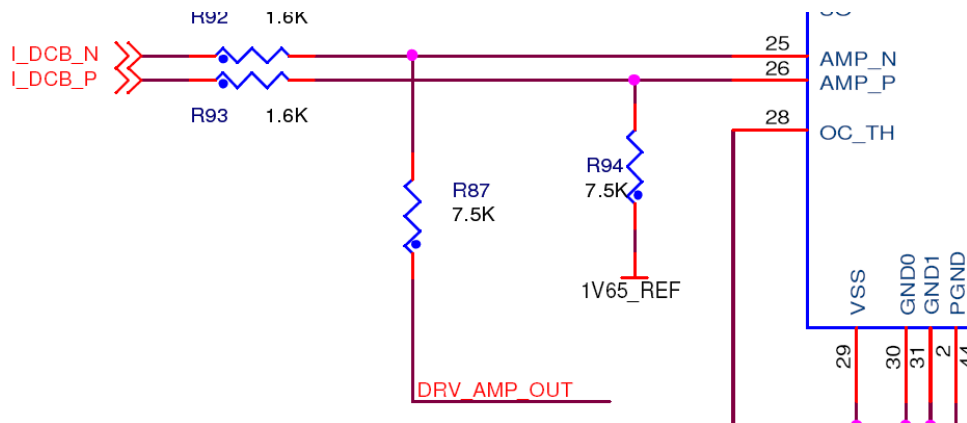 R92 1.6K
I_DCB_N
I_DCB_P
R93 1.6K
25
AMP_N
26
AMP_P
28
OC_TH
R94
7.5K
R87
7.5K
1V65_REF
DRV_AMP_OUT
VSS
GND0
GND1
PGND
29
30
31
2
44